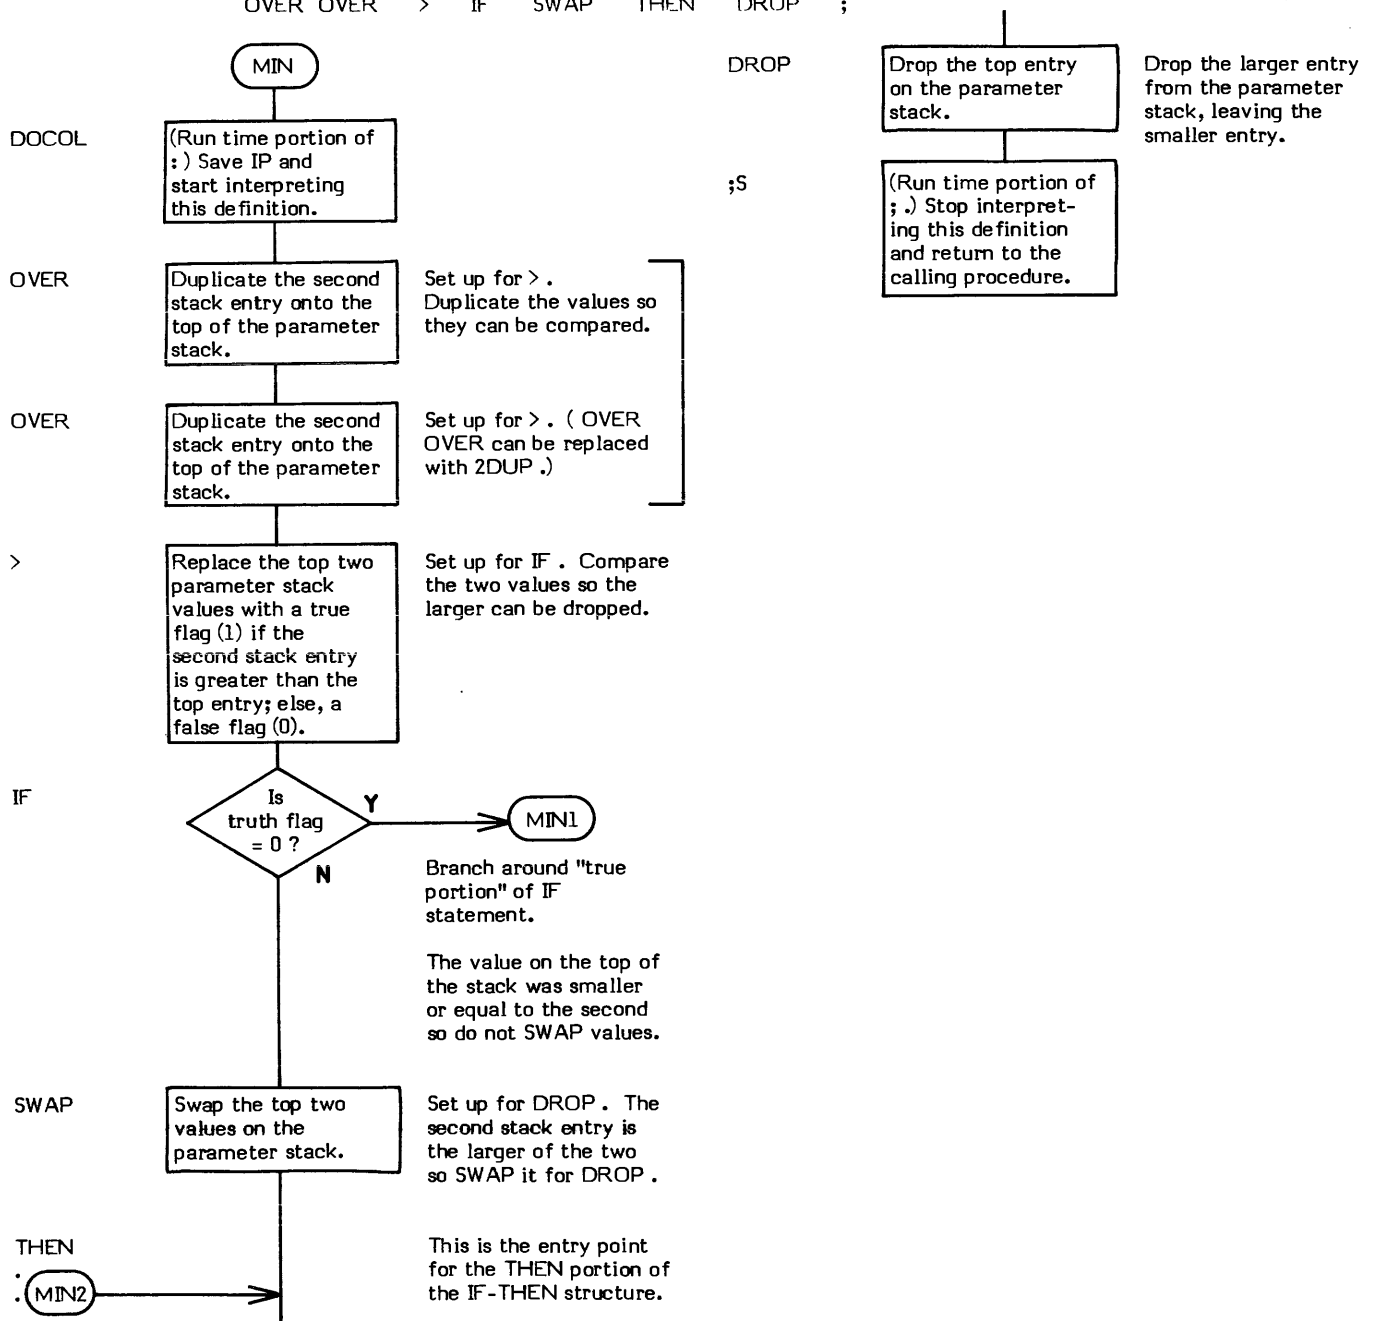 OVER OVER > IF SWAP THEN DROP ;
MIN
DOCOL
(Run time portion of
: ) Save IP and
start interpreting
this definition.
OVER
Duplicate the second
stack entry onto the
top of the parameter
stack.
Set up for > .
Duplicate the values so
they can be compared.
OVER
Duplicate the second
stack entry onto the
top of the parameter
stack.
Set up for > . ( OVER
OVER can be replaced
with 2DUP .)
>
Replace the top two
parameter stack
values with a true
flag (1) if the
second stack entry
is greater than the
top entry; else, a
false flag (0).
Set up for IF . Compare
the two values so the
larger can be dropped.
IF
Is
truth flag
= 0 ?
Y
N
MIN1
Branch around "true
portion" of IF
statement.
The value on the top of
the stack was smaller
or equal to the second
so do not SWAP values.
SWAP
Swap the top two
values on the
parameter stack.
Set up for DROP . The
second stack entry is
the larger of the two
so SWAP it for DROP .
THEN
:
MIN2
This is the entry point
for the THEN portion of
the IF-THEN structure.
DROP
Drop the top entry
on the parameter
stack.
Drop the larger entry
from the parameter
stack, leaving the
smaller entry.
;S
(Run time portion of
; .) Stop interpret-
ing this definition
and return to the
calling procedure.